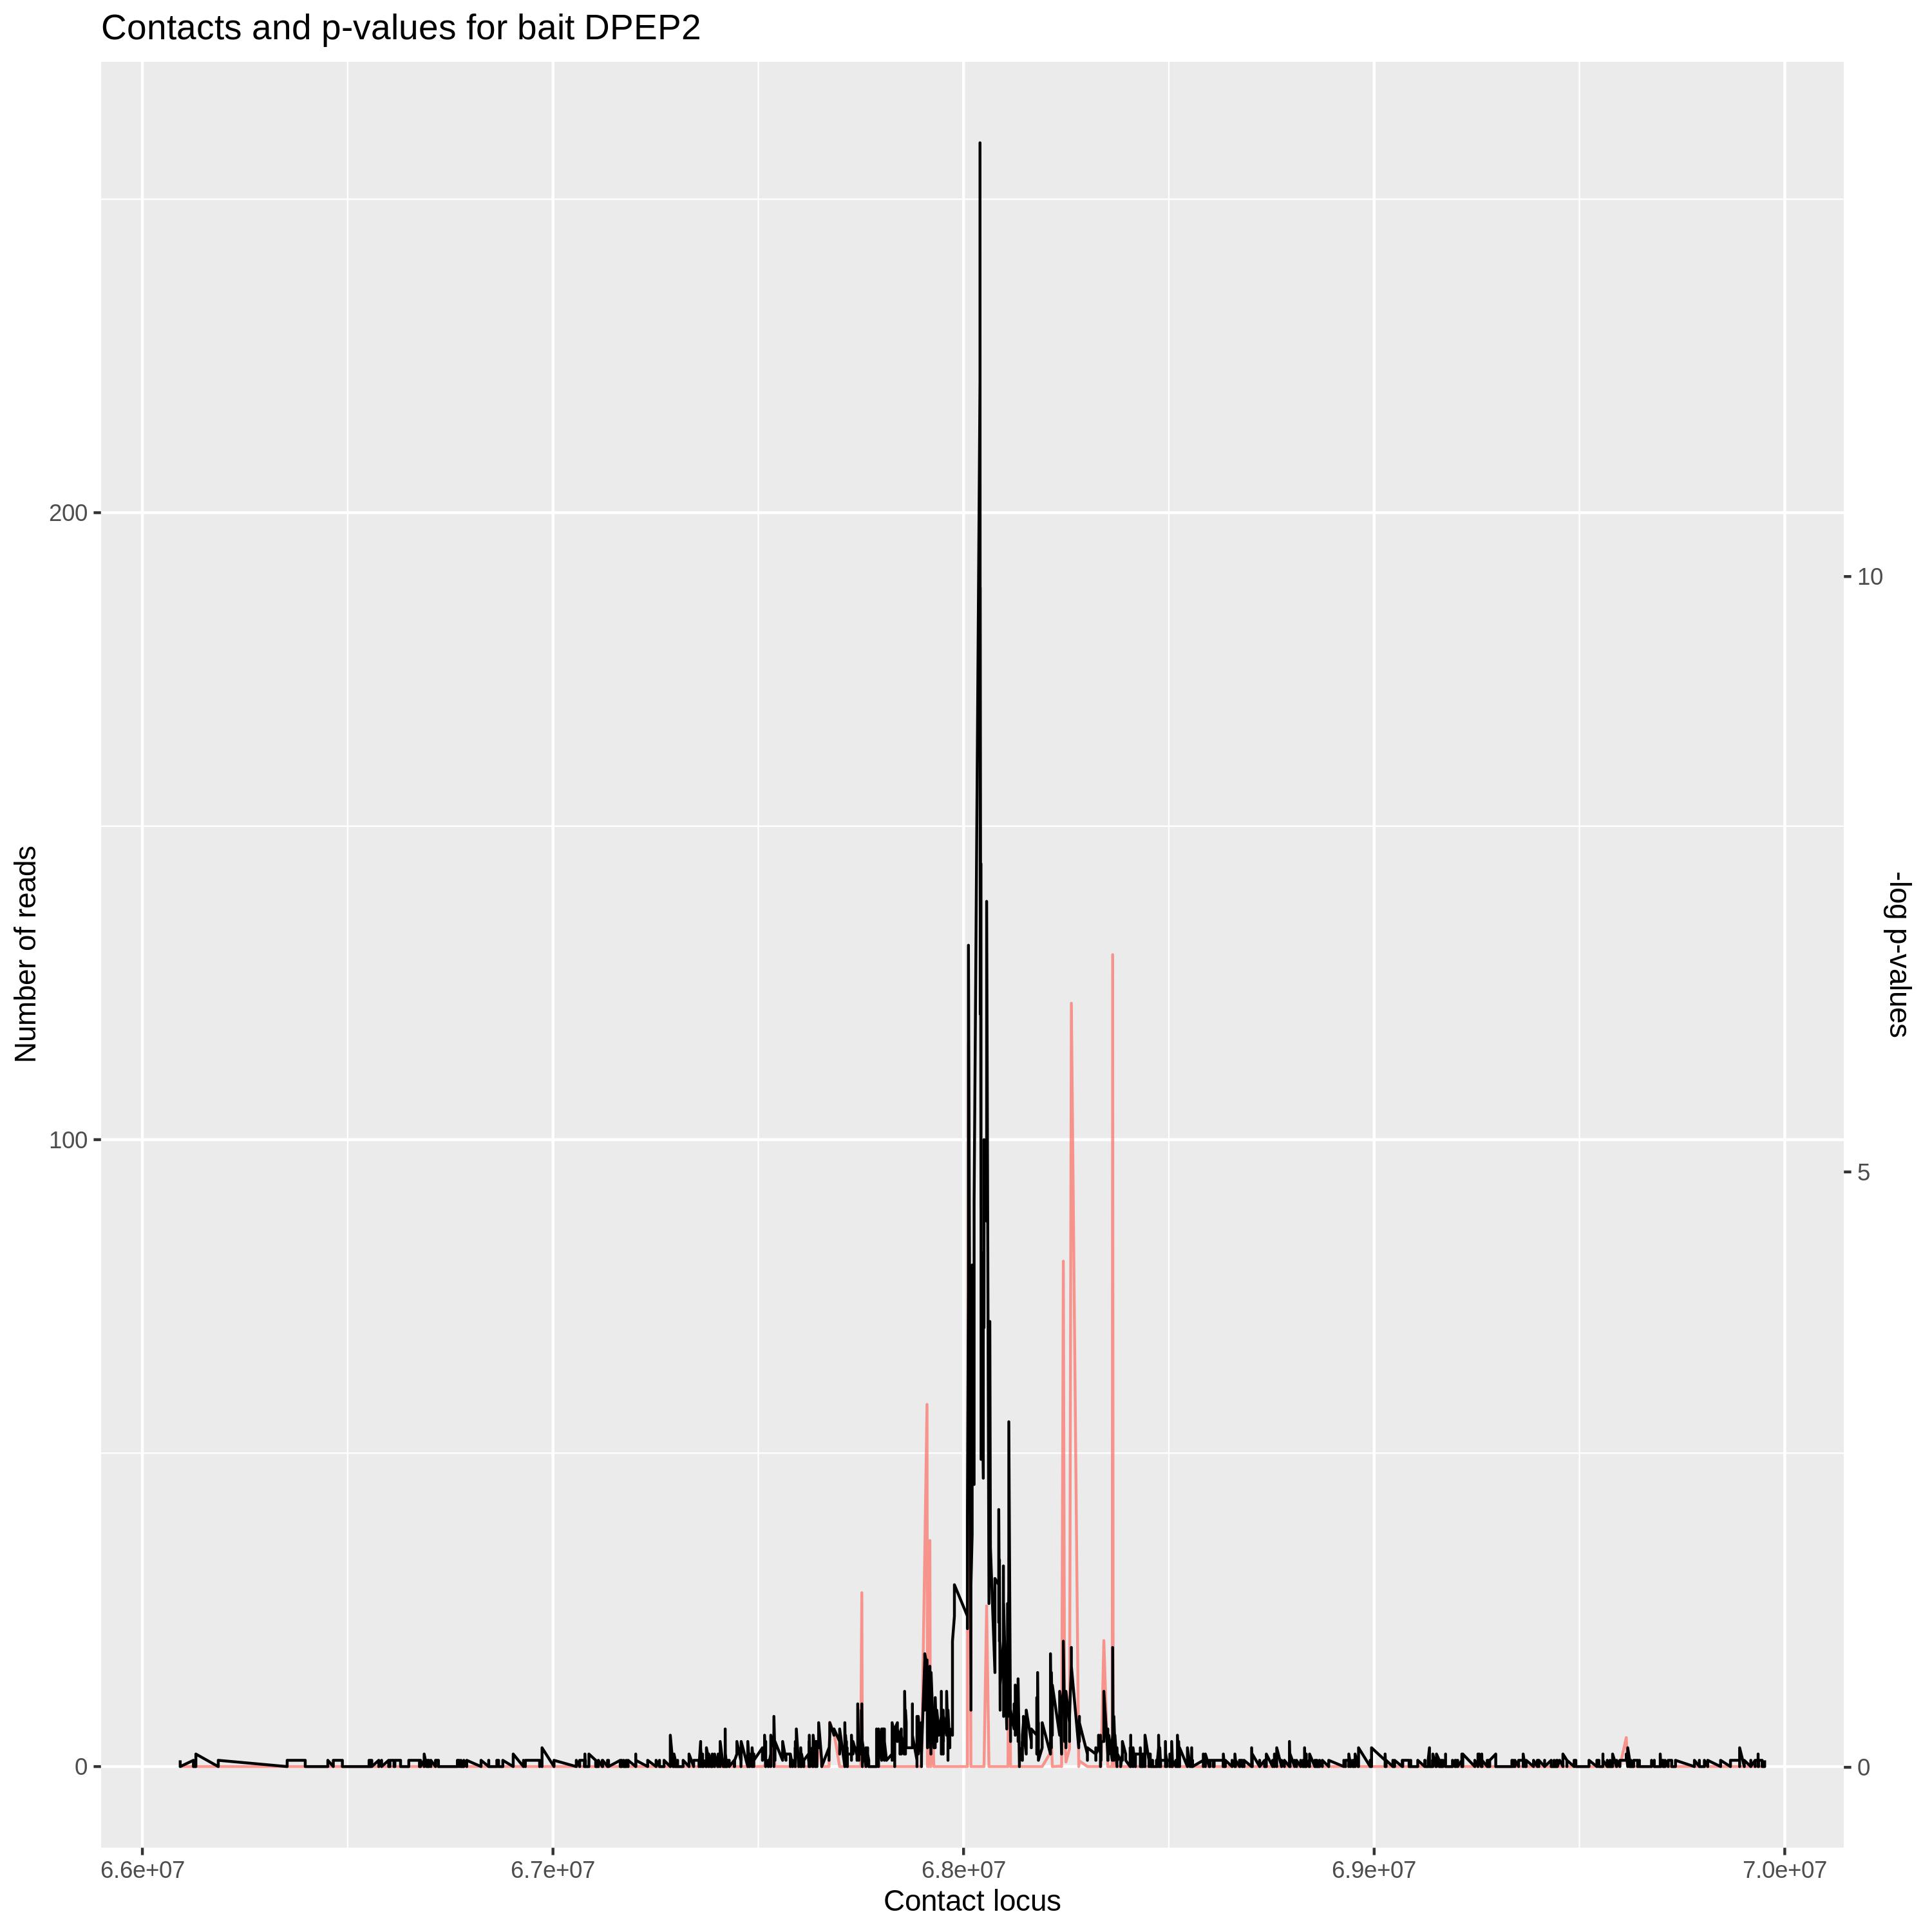 Contacts and p-values for bait DPEP2
Number of reads
200
100
0
10
5
0
-log p-values
6.6e+07 6.7e+07 6.8e+07 6.9e+07 7.0e+07
Contact locus